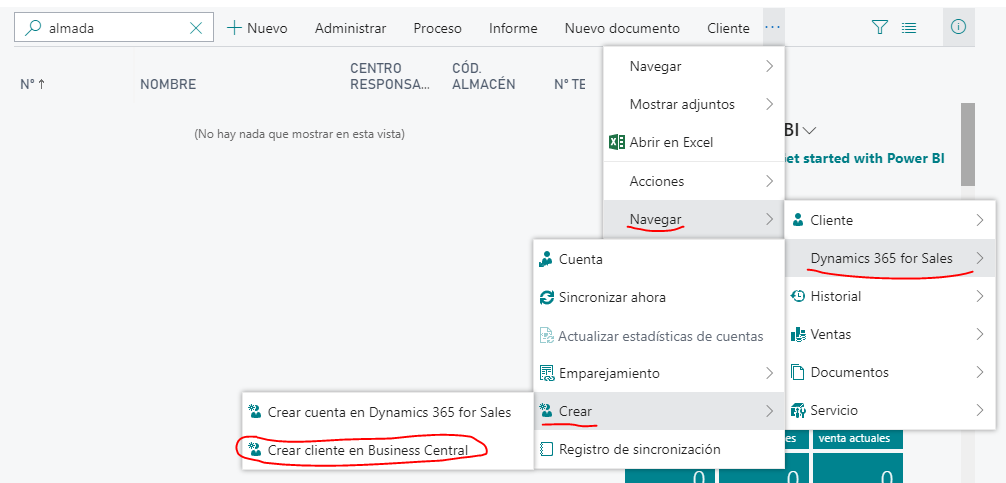 almada
Nuevo
Administrar
Proceso
Informe
Nuevo documento
Cliente
Nº ↑
NOMBRE
CENTRO
RESPONSA...
CÓD.
ALMACÉN
Nº TE
(No hay nada que mostrar en esta vista)
Navegar
Mostrar adjuntos
Abrir en Excel
Acciones
Navegar
BI
et started with Power BI
Cliente
Dynamics 365 for Sales
Historial
Ventas
Documentos
Servicio
Cuenta
Sincronizar ahora
Actualizar estadísticas de cuentas
Emparejamiento
Crear
Registro de sincronización
Crear cuenta en Dynamics 365 for Sales
Crear cliente en Business Central
es
venta actuales
0
0
0